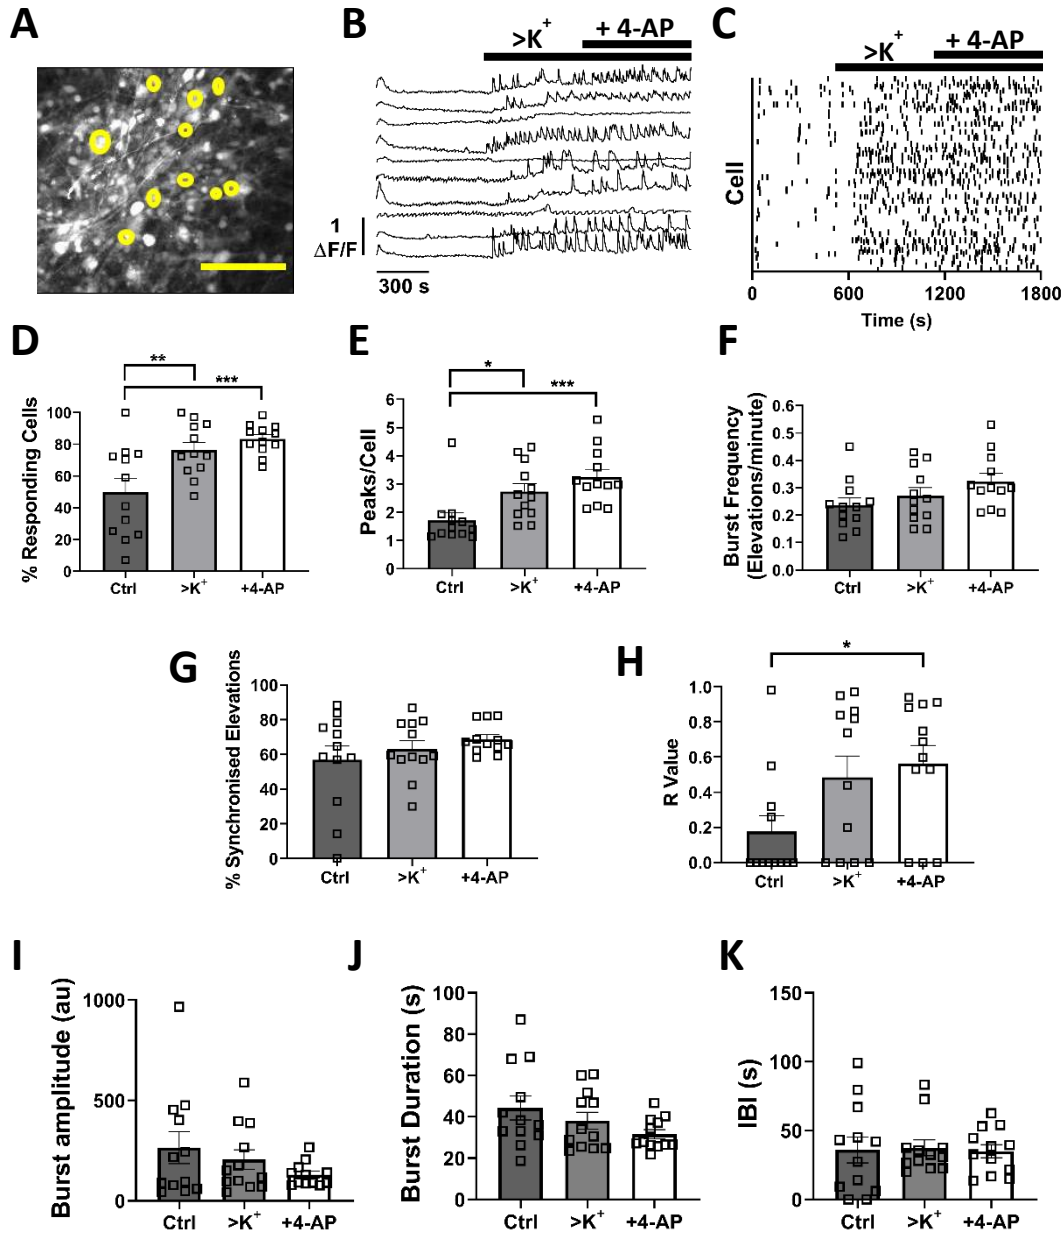 A
B
>K+
+ 4-AP
1
ΔF/F
300 s
C
>K+
+ 4-AP
Cell
0
600
1200
1800
Time (s)
D
**
***
% Responding Cells
100
80
60
40
20
0
Ctrl
>K+
+4-AP
E
*
***
Peaks/Cell
6
5
4
3
2
1
0
Ctrl
>K+
+4-AP
F
Burst Frequency
(Elevations/minute)
0.6
0.5
0.4
0.3
0.2
0.1
0.0
Ctrl
>K+
+4-AP
G
% Synchronised Elevations
100
80
60
40
20
0
Ctrl
>K+
+4-AP
H
*
R Value
1.0
0.8
0.6
0.4
0.2
0.0
Ctrl
>K+
+4-AP
I
Burst amplitude (au)
1000
500
0
Ctrl
>K+
+4-AP
J
Burst Duration (s)
100
80
60
40
20
0
Ctrl
>K+
+4-AP
K
IBI (s)
150
100
50
0
Ctrl
>K+
+4-AP